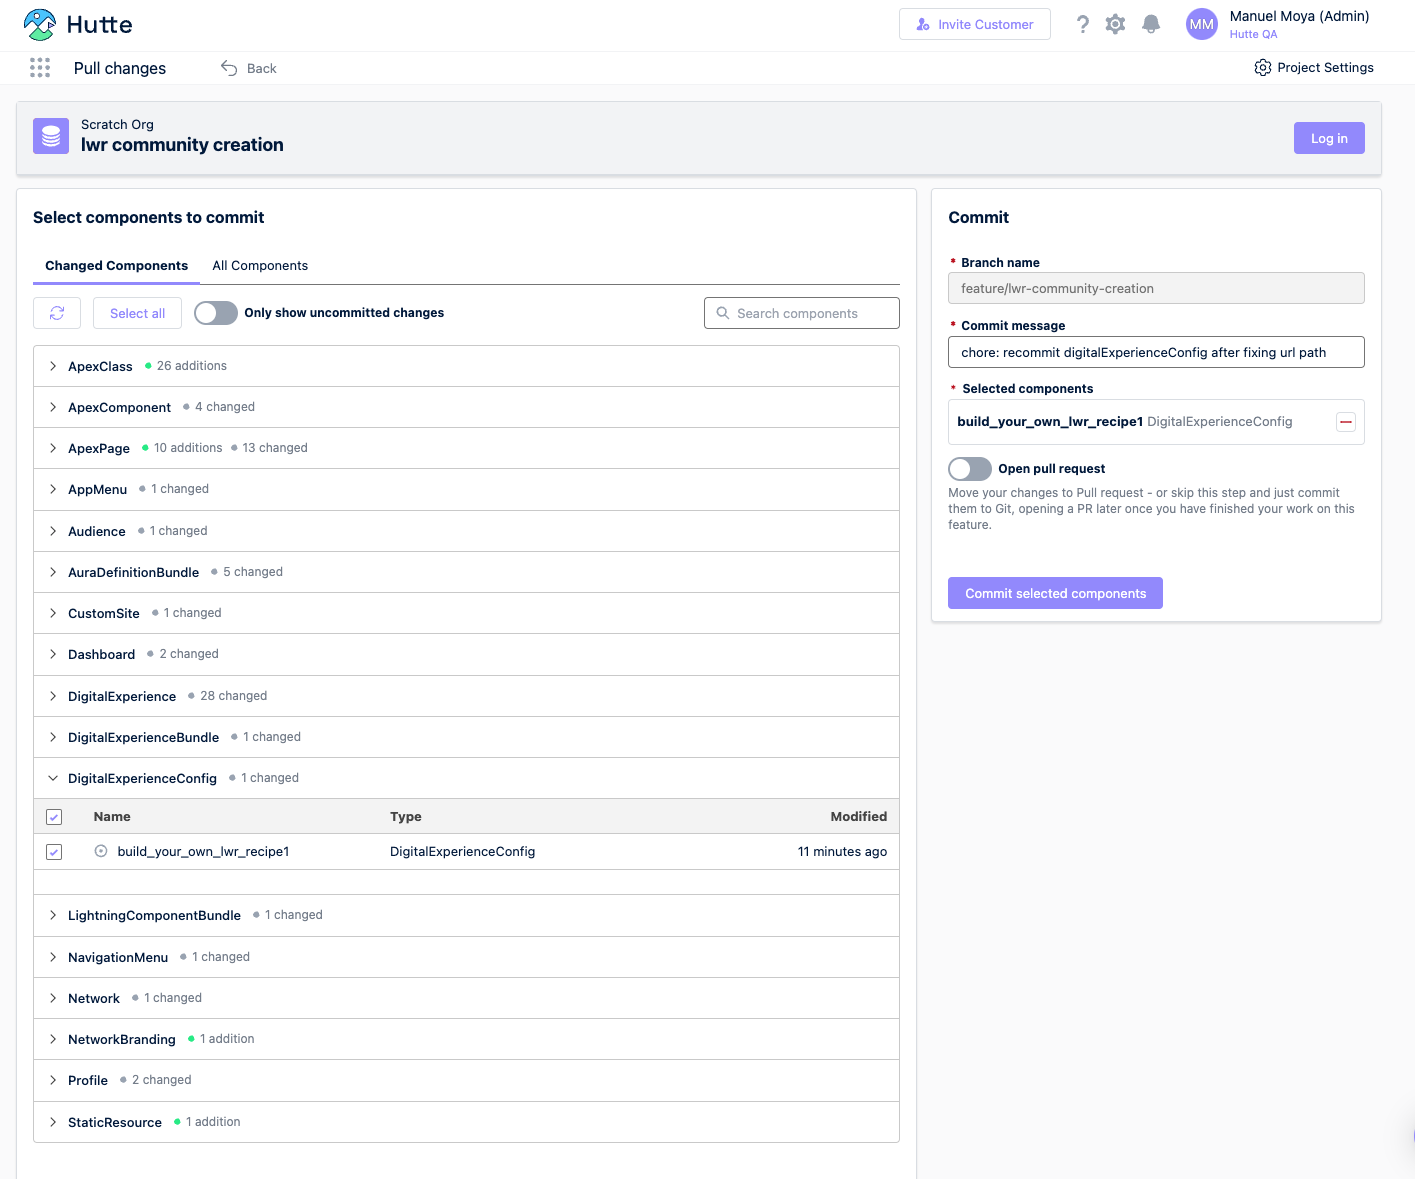 Hutte
Invite Customer
?
MM
Manuel Moya (Admin)
Hutte QA
Pull changes
Back
Project Settings
Scratch Org
lwr community creation
Log in
Select components to commit
Changed Components
All Components
Select all
Only show uncommitted changes
Search components
ApexClass 26 additions
ApexComponent 4 changed
ApexPage 10 additions 13 changed
AppMenu 1 changed
Audience 1 changed
AuraDefinitionBundle 5 changed
CustomSite 1 changed
Dashboard 2 changed
DigitalExperience 28 changed
DigitalExperienceBundle 1 changed
DigitalExperienceConfig 1 changed
Name Type Modified
build_your_own_lwr_recipe1 DigitalExperienceConfig 11 minutes ago
LightningComponentBundle 1 changed
NavigationMenu 1 changed
Network 1 changed
NetworkBranding 1 addition
Profile 2 changed
StaticResource 1 addition
Commit
* Branch name
feature/lwr-community-creation
* Commit message
chore: recommit digitalExperienceConfig after fixing url path
* Selected components
build_your_own_lwr_recipe1 DigitalExperienceConfig
Open pull request
Move your changes to Pull request - or skip this step and just commit
them to Git, opening a PR later once you have finished your work on this
feature.
Commit selected components